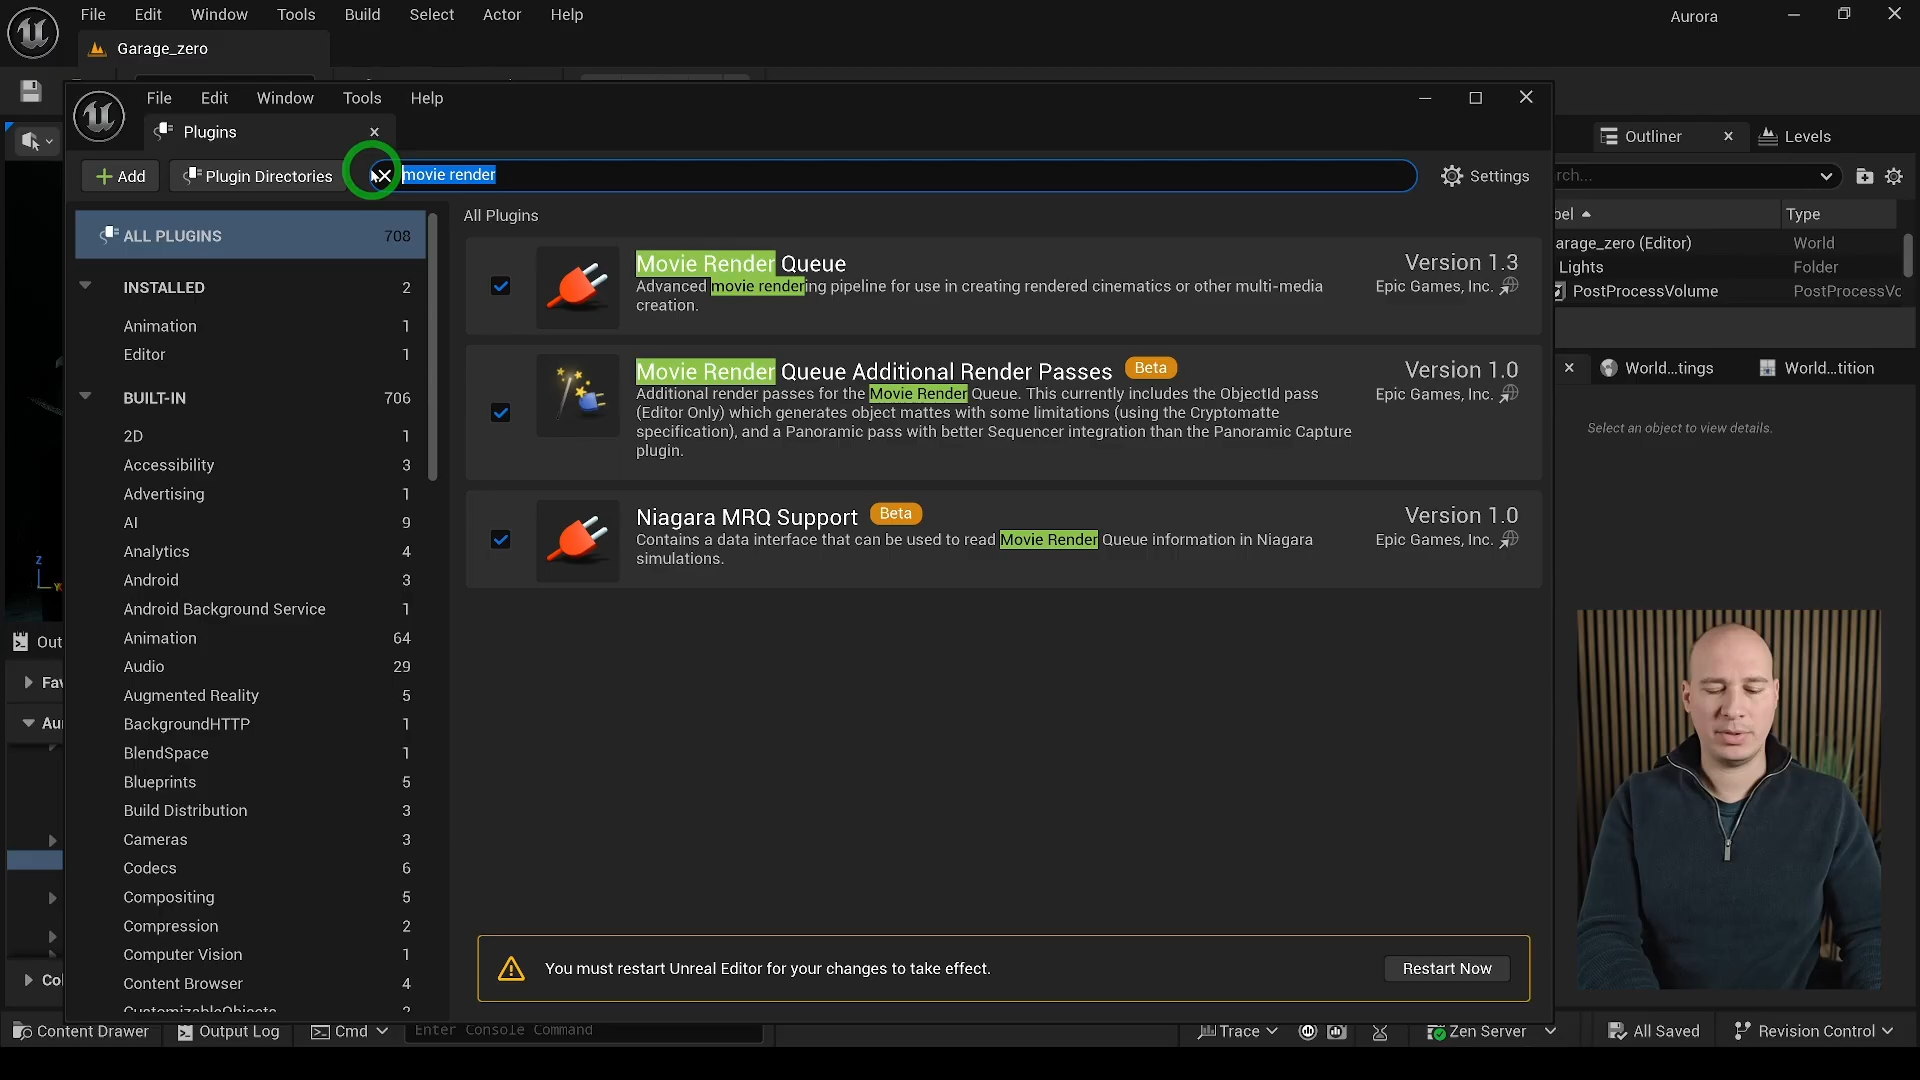 File Edit Window Tools Build Select Actor Help
Aurora
Garage_zero
File Edit Window Tools Help
Plugins
Add Plugin Directories movie render Settings
ALL PLUGINS 708
INSTALLED 2
Animation 1
Editor 1
BUILT-IN 706
2D 1
Accessibility 3
Advertising 1
AI 9
Analytics 4
Android 3
Android Background Service 1
Animation 64
Audio 29
Augmented Reality 5
BackgroundHTTP 1
BlendSpace 1
Blueprints 5
Build Distribution 3
Cameras 3
Codecs 6
Compositing 5
Compression 2
Computer Vision 1
Content Browser 4
All Plugins
Movie Render Queue
Version 1.3
Advanced movie rendering pipeline for use in creating rendered cinematics or other multi-media
creation.
Epic Games, Inc.
Movie Render Queue Additional Render Passes Beta
Version 1.0
Additional render passes for the Movie Render Queue. This currently includes the ObjectId pass
(Editor Only) which generates object mattes with some limitations (using the Cryptomatte
specification), and a Panoramic pass with better Sequencer integration than the Panoramic Capture
plugin.
Epic Games, Inc.
Niagara MRQ Support Beta
Version 1.0
Contains a data interface that can be used to read Movie Render Queue information in Niagara
simulations.
Epic Games, Inc.
You must restart Unreal Editor for your changes to take effect.
Restart Now
Outliner Levels
rch...
bel Type
arage_zero (Editor) World
Lights Folder
PostProcessVolume PostProcessVc
World...tings World...tition
Select an object to view details.
Z
Out
Fav
Aur
Col
Content Drawer Output Log Cmd Enter Console Command
Trace Zen Server All Saved Revision Control